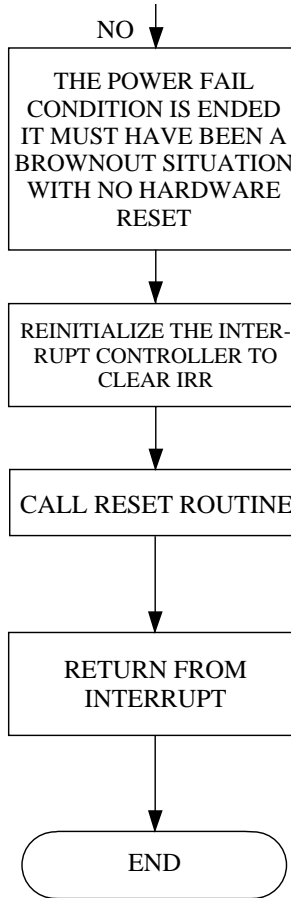 NO
THE POWER FAIL
CONDITION IS ENDED
IT MUST HAVE BEEN A
BROWNOUT SITUATION
WITH NO HARDWARE
RESET
REINITIALIZE THE INTER-
RUPT CONTROLLER TO
CLEAR IRR
CALL RESET ROUTINE
RETURN FROM
INTERRUPT
END